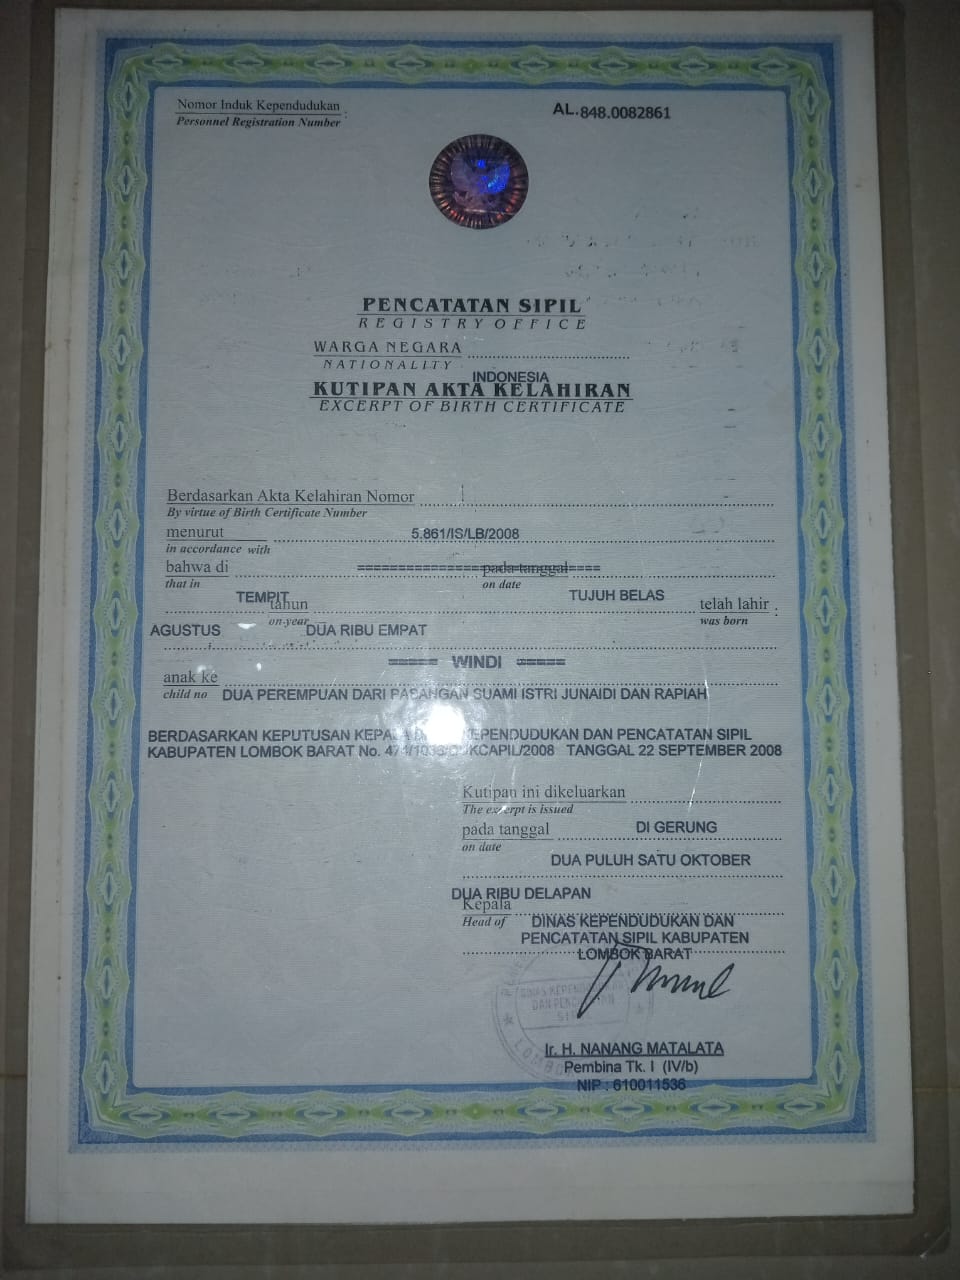 Nomor Induk Kependudukan :
Personnel Registration Number
AL.848.0082861
PENCATATAN SIPIL
REGISTRY OFFICE
WARGA NEGARA
NATIONALITY
INDONESIA
KUTIPAN AKTA KELAHIRAN
EXCERPT OF BIRTH CERTIFICATE
Berdasarkan Akta Kelahiran Nomor
By virtue of Birth Certificate Number
menurut 5.861/IS/LB/2008
in accordance with
bahwa di ========== pada tanggal ====
that in on date
TEMPIT tahun TUJUH BELAS telah lahir :
on year was born
AGUSTUS DUA RIBU EMPAT
===== WINDI =====
anak ke
child no DUA PEREMPUAN DARI PASANGAN SUAMI ISTRI JUNAIDI DAN RAPIAH
BERDASARKAN KEPUTUSAN KEPALA KEPENDUDUKAN DAN PENCATATAN SIPIL
KABUPATEN LOMBOK BARAT No. DUKCAPIL/2008 TANGGAL 22 SEPTEMBER 2008
Kutipan ini dikeluarkan
The excerpt is issued
pada tanggal DI GERUNG
on date
DUA PULUH SATU OKTOBER
DUA RIBU DELAPAN
Kepala
Head of DINAS KEPENDUDUKAN DAN
PENCATATAN SIPIL KABUPATEN
LOMBOK BARAT
Ir. H. NANANG MATALATA
Pembina Tk. I (IV/b)
NIP : 610011536